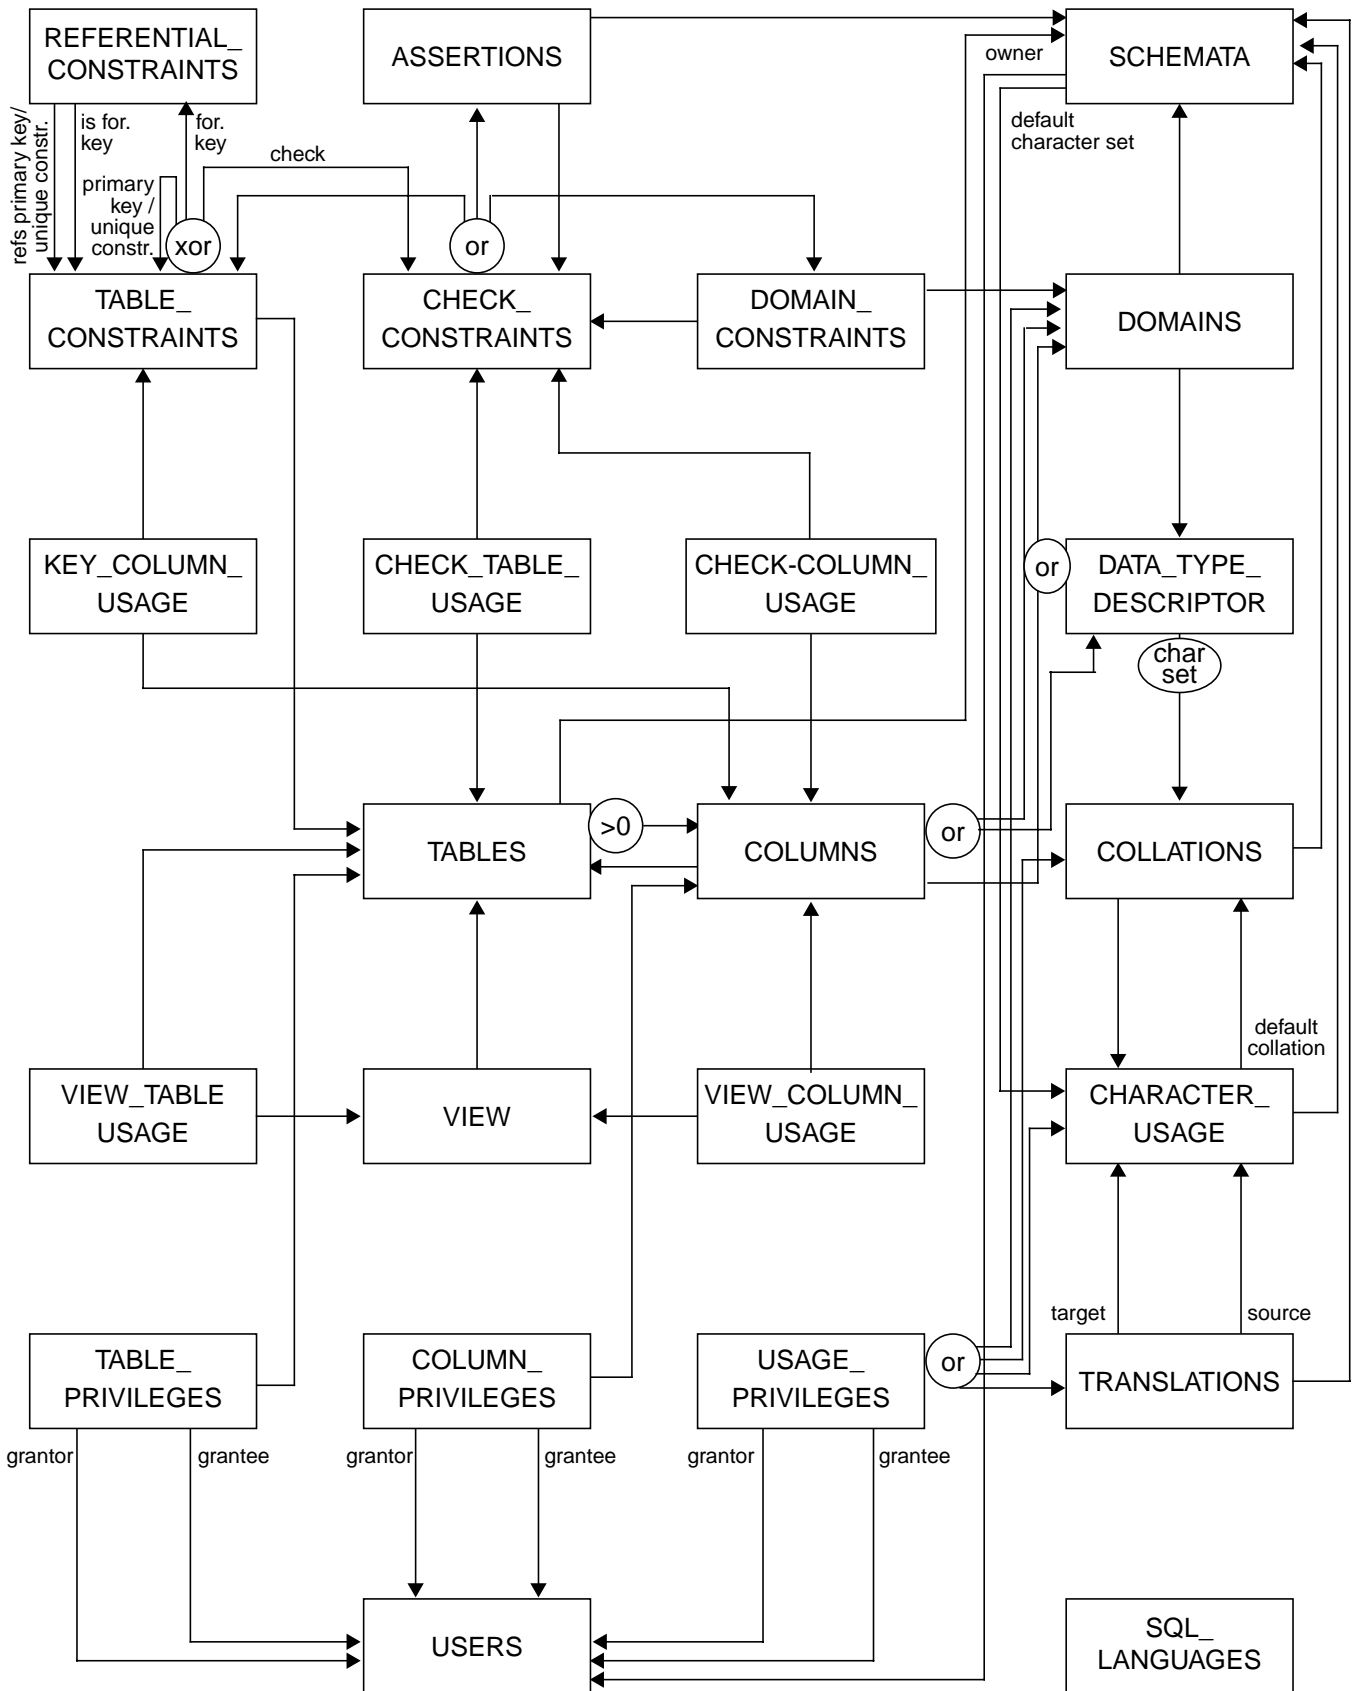 REFERENTIAL_
CONSTRAINTS
ASSERTIONS
SCHEMATA
owner
refs primary key/
unique constr.
is for.
key
for.
key
check
default
character set
primary
key /
unique
constr.
xor
or
TABLE_
CONSTRAINTS
CHECK_
CONSTRAINTS
DOMAIN_
CONSTRAINTS
DOMAINS
KEY_COLUMN_
USAGE
CHECK_TABLE_
USAGE
CHECK-COLUMN_
USAGE
or
DATA_TYPE_
DESCRIPTOR
char
set
TABLES
>0
COLUMNS
or
COLLATIONS
default
collation
VIEW_TABLE
USAGE
VIEW
VIEW_COLUMN_
USAGE
CHARACTER_
USAGE
target
source
TABLE_
PRIVILEGES
COLUMN_
PRIVILEGES
USAGE_
PRIVILEGES
or
TRANSLATIONS
grantor
grantee
grantor
grantee
grantor
grantee
USERS
SQL_
LANGUAGES